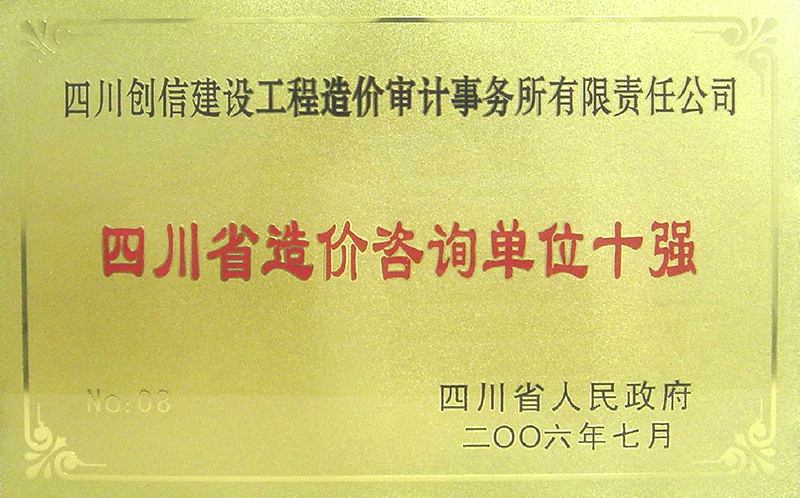 四川创信建设工程造价审计事务所有限责任公司
四川省造价咨询单位十强
No:08
四川省人民政府
二〇〇六年七月